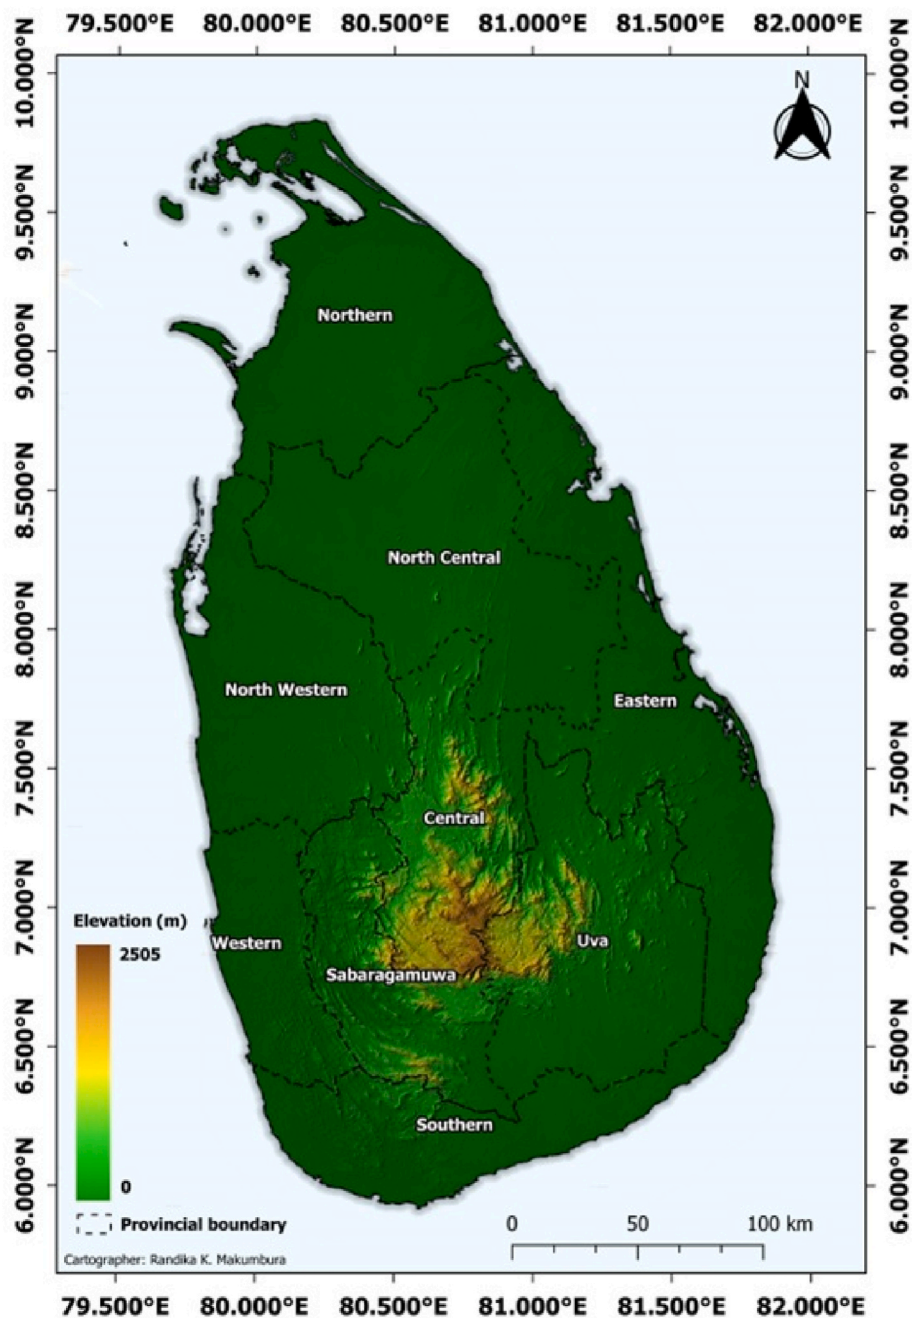 79.500°E 80.000°E 80.500°E 81.000°E 81.500°E 82.000°E
10.000°N
9.500°N
9.000°N
8.500°N
8.000°N
7.500°N
7.000°N
6.500°N
6.000°N
10.000°N
9.500°N
9.000°N
8.500°N
8.000°N
7.500°N
7.000°N
6.500°N
6.000°N
N
Northern
North Central
North Western
Eastern
Central
Western
Uva
Sabaragamuwa
Southern
Elevation (m)
2505
0
Provincial boundary
Cartographer: Randika K. Makumbura
0 50 100 km
79.500°E 80.000°E 80.500°E 81.000°E 81.500°E 82.000°E